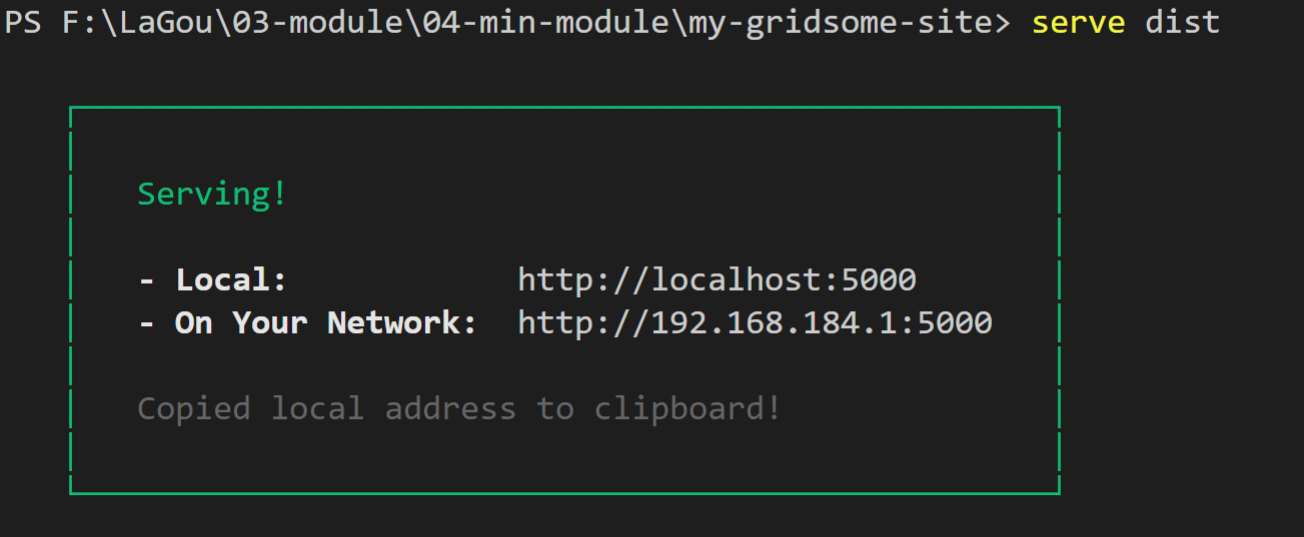 PS F:\LaGou\03-module\04-min-module\my-gridsome-site> serve dist
Serving!
- Local: http://localhost:5000
- On Your Network: http://192.168.184.1:5000
Copied local address to clipboard!